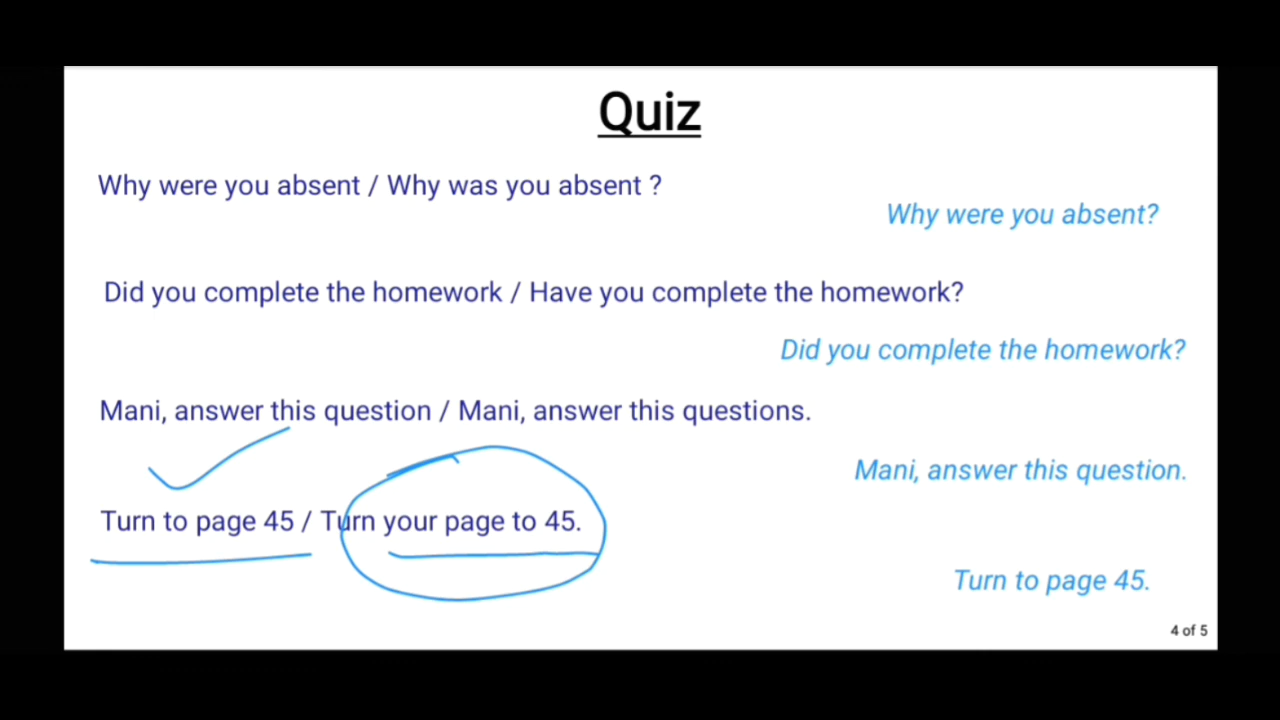 Quiz
Why were you absent / Why was you absent ?
Why were you absent?
Did you complete the homework / Have you complete the homework?
Did you complete the homework?
Mani, answer this question / Mani, answer this questions.
Mani, answer this question.
Turn to page 45 / Turn your page to 45.
Turn to page 45.
4 of 5